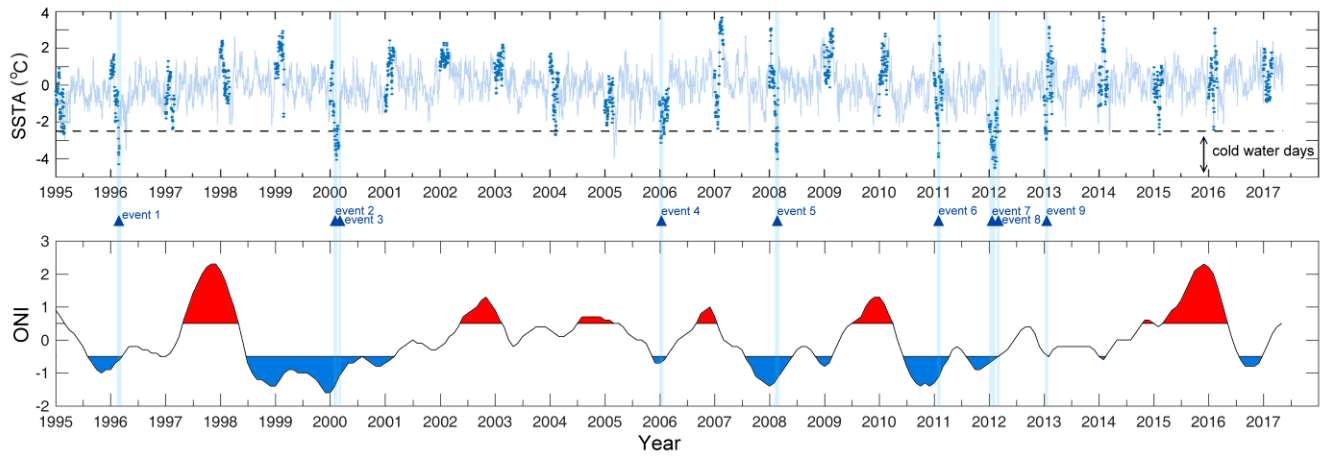 4
2
0
-2
-4
SSTA (°C)
cold water days
1995 1996 1997 1998 1999 2000 2001 2002 2003 2004 2005 2006 2007 2008 2009 2010 2011 2012 2013 2014 2015 2016 2017
event 1
event 2
event 3
event 4
event 5
event 6
event 7
event 8
event 9
3
2
1
0
-1
-2
ONI
1995 1996 1997 1998 1999 2000 2001 2002 2003 2004 2005 2006 2007 2008 2009 2010 2011 2012 2013 2014 2015 2016 2017
Year